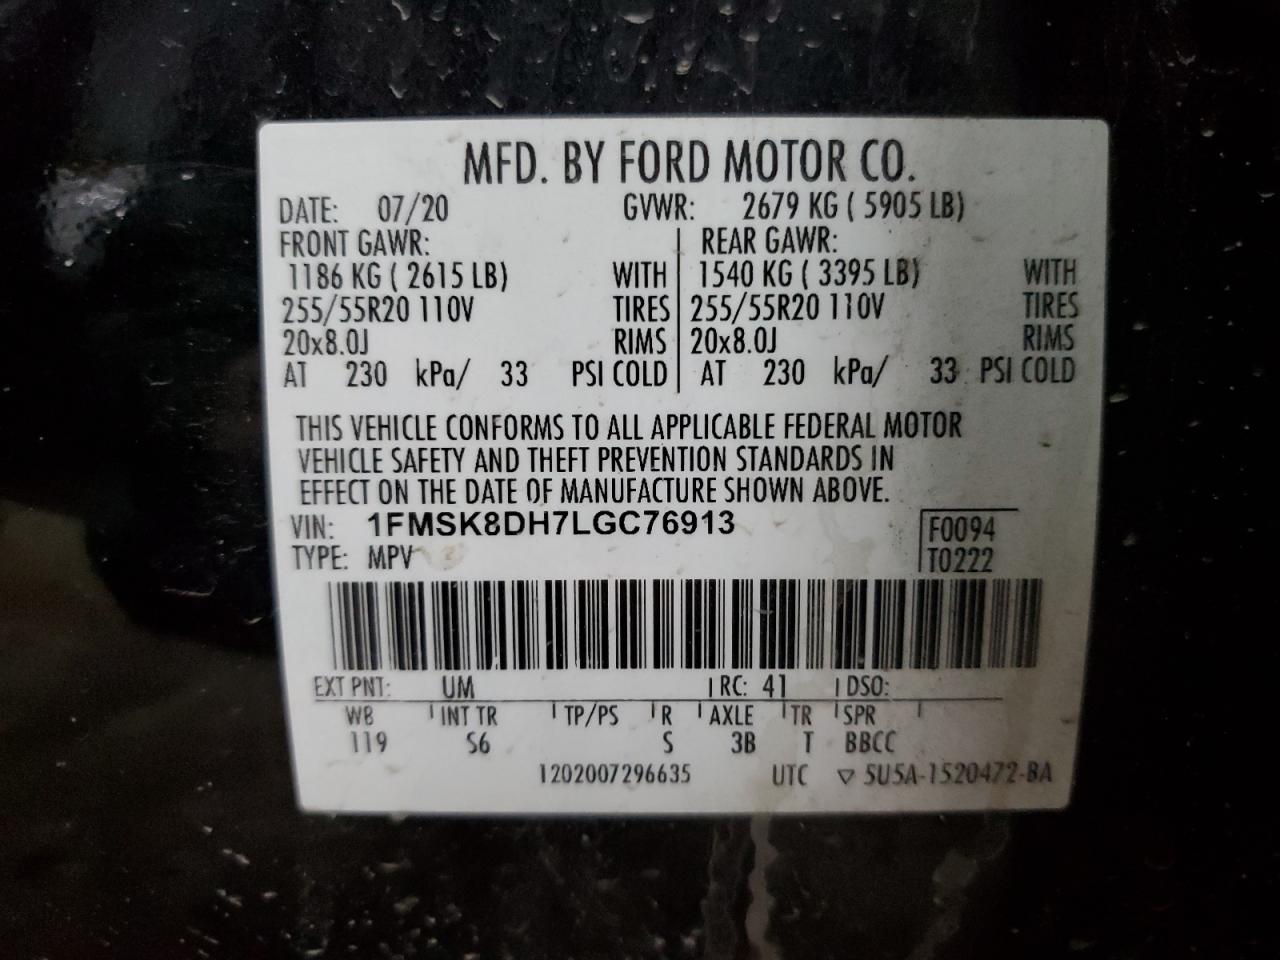 MFD. BY FORD MOTOR CO.
DATE: 07/20 GVWR: 2679 KG ( 5905 LB)
FRONT GAWR: REAR GAWR:
1186 KG ( 2615 LB) WITH 1540 KG ( 3395 LB) WITH
255/55R20 110V TIRES 255/55R20 110V TIRES
20x8.0J RIMS 20x8.0J RIMS
AT 230 kPa/ 33 PSI COLD AT 230 kPa/ 33 PSI COLD
THIS VEHICLE CONFORMS TO ALL APPLICABLE FEDERAL MOTOR
VEHICLE SAFETY AND THEFT PREVENTION STANDARDS IN
EFFECT ON THE DATE OF MANUFACTURE SHOWN ABOVE.
VIN: 1FMSK8DH7LGC76913 F0094
TYPE: MPV T0222
EXT PNT: UM RC: 41 DSO:
WB INT TR TP/PS R AXLE TR SPR
119 S6 S 3B T BBCC
1202007296635 UTC ▽ 5U5A-1520472-BA